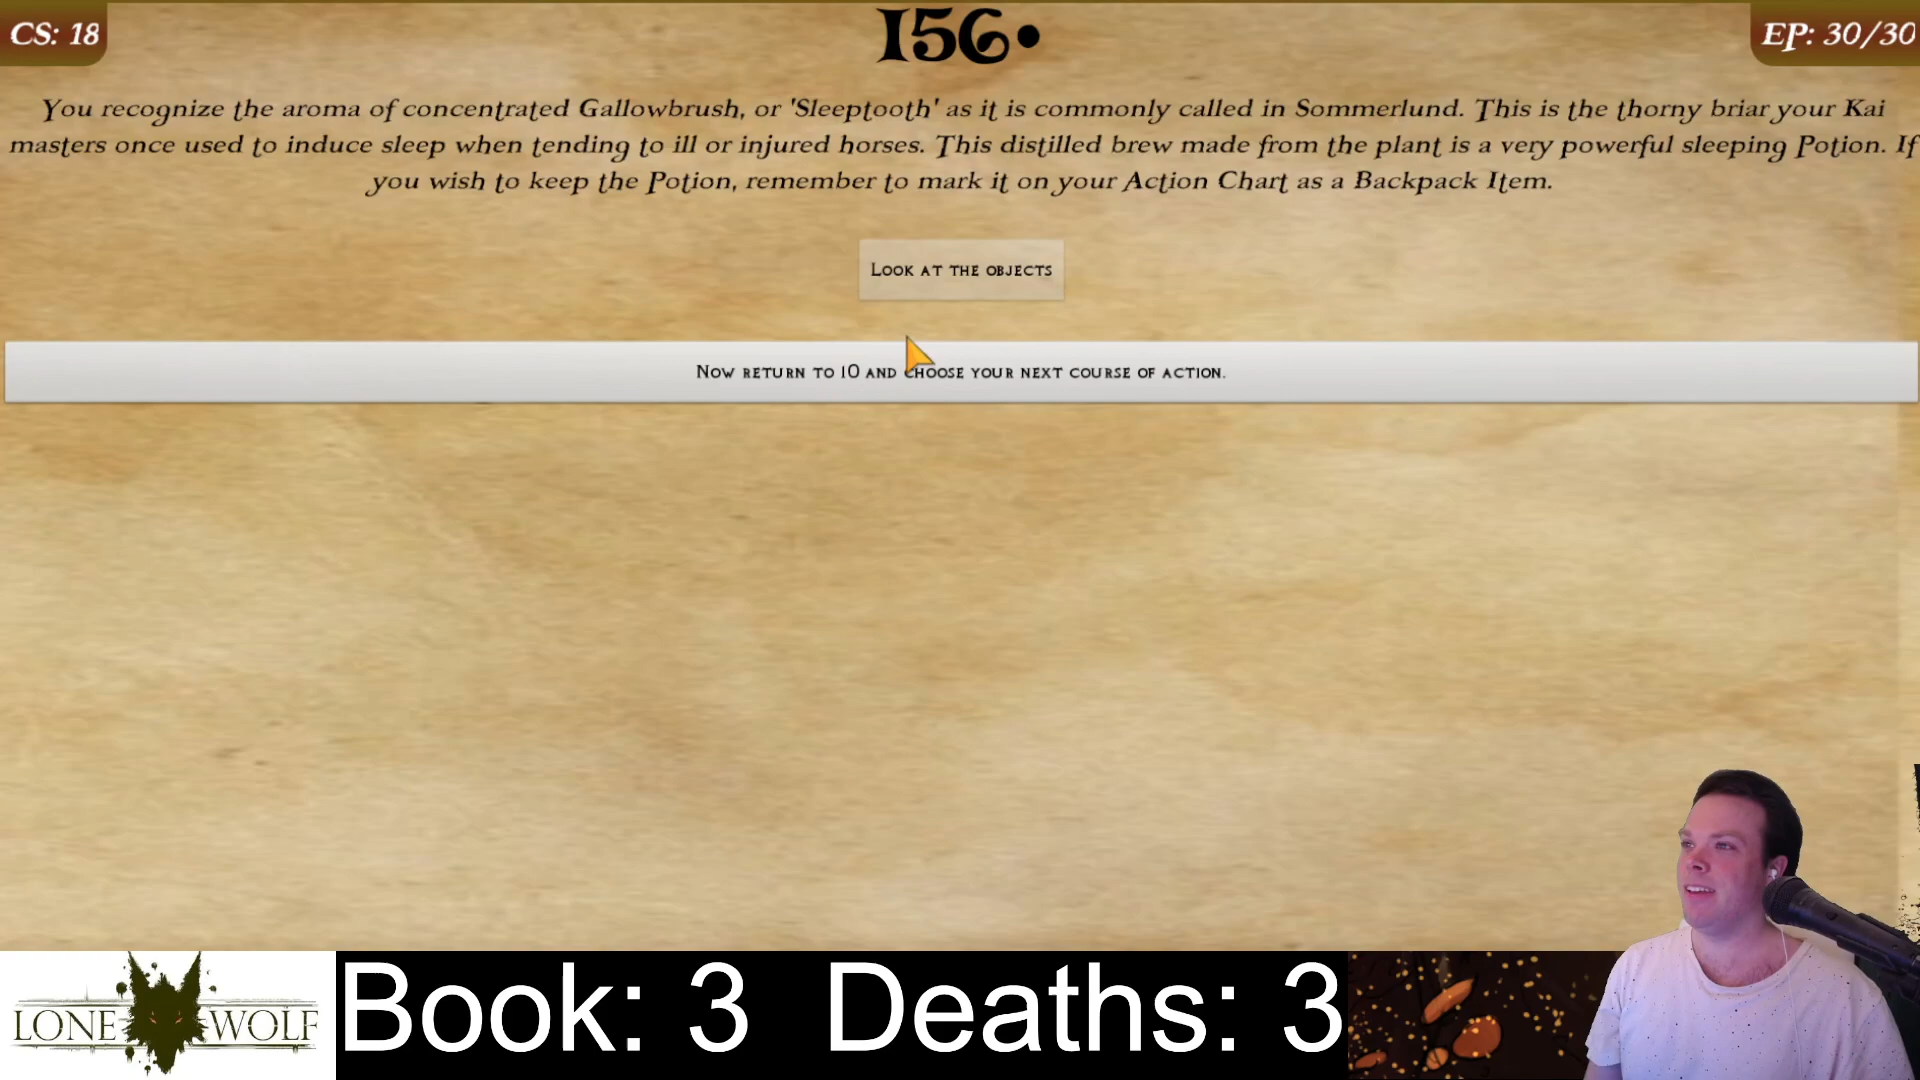 CS: 18
156•
EP: 30/30
You recognize the aroma of concentrated Gallowbrush, or 'Sleeptooth' as it is commonly called in Sommerlund. This is the thorny briar your Kai
masters once used to induce sleep when tending to ill or injured horses. This distilled brew made from the plant is a very powerful sleeping Potion. If
you wish to keep the Potion, remember to mark it on your Action Chart as a Backpack Item.
Look at the objects
Now return to 10 and choose your next course of action.
LONE WOLF
Book: 3 Deaths: 3